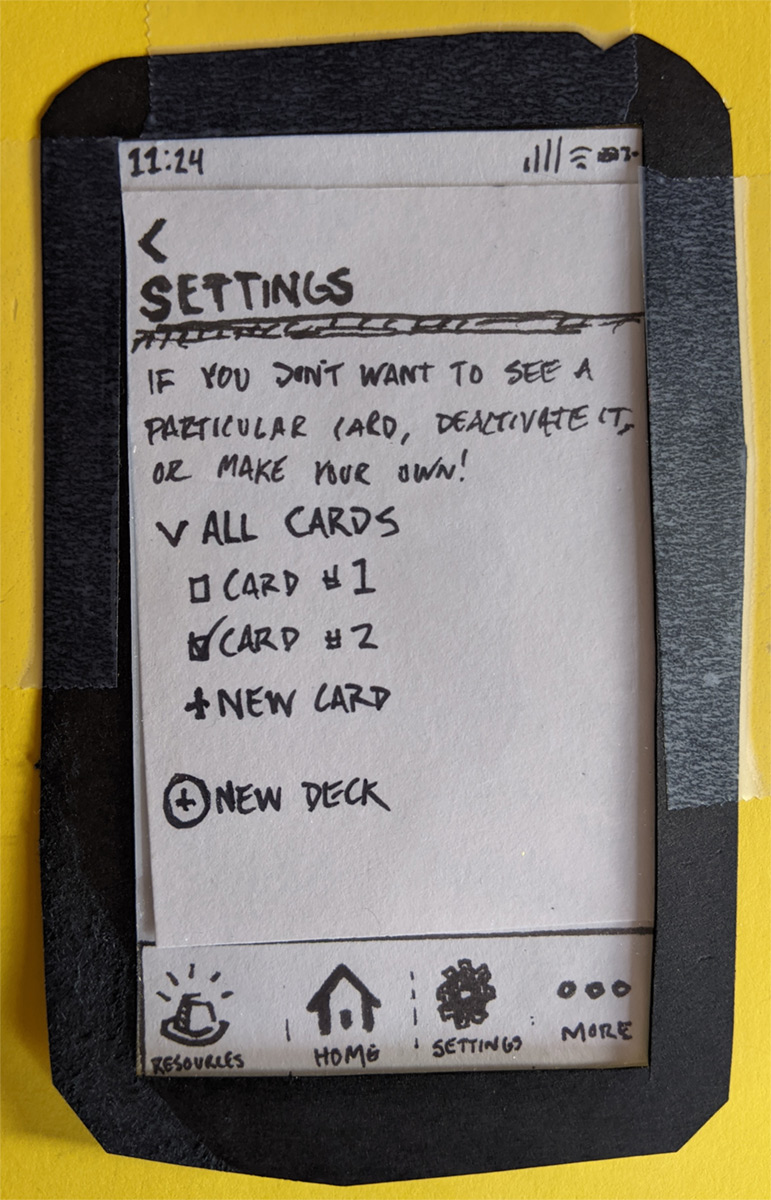 11:24
<
SETTINGS
IF YOU DON'T WANT TO SEE A
PARTICULAR CARD, DEACTIVATE IT,
OR MAKE YOUR OWN!
ALL CARDS
CARD #1
CARD #2
+ NEW CARD
+ NEW DECK
RESOURCES HOME SETTINGS MORE